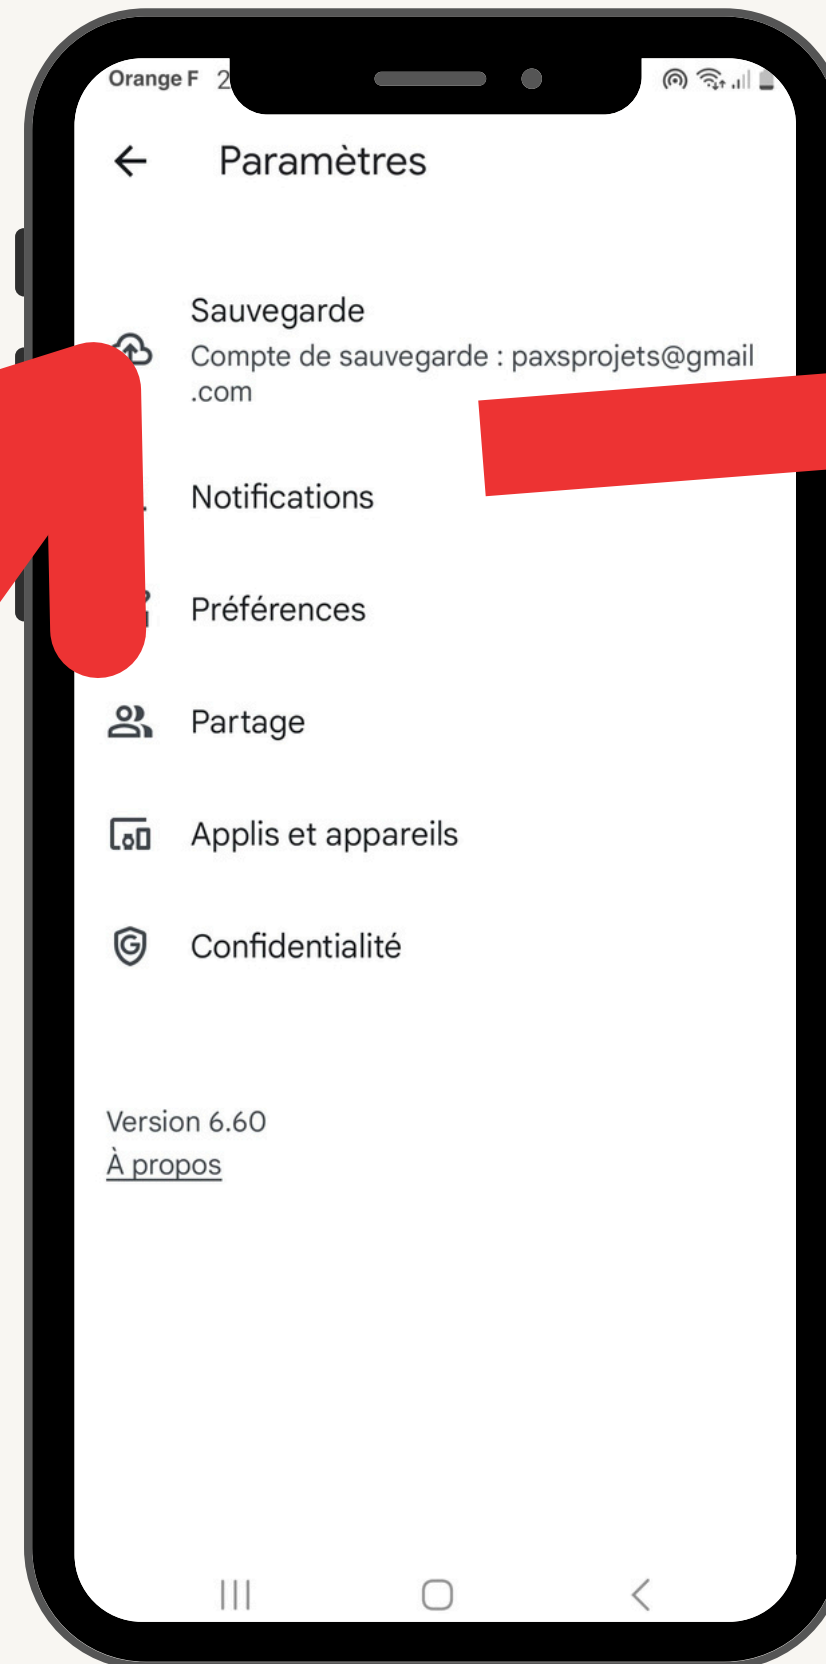 Orange F 2
Paramètres
Sauvegarde
Compte de sauvegarde : paxsprojets@gmail
.com
Notifications
Préférences
Partage
Applis et appareils
Confidentialité
Version 6.60
À propos